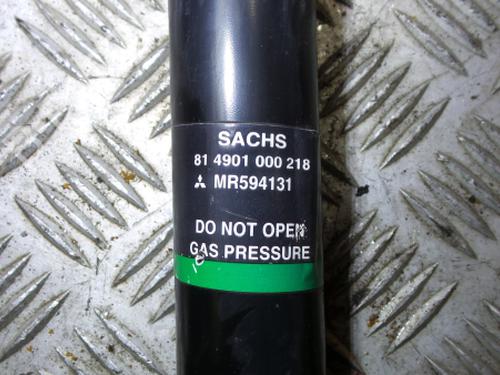 SACHS
81 4901 000 218
MR594131
DO NOT OPEN
GAS PRESSURE